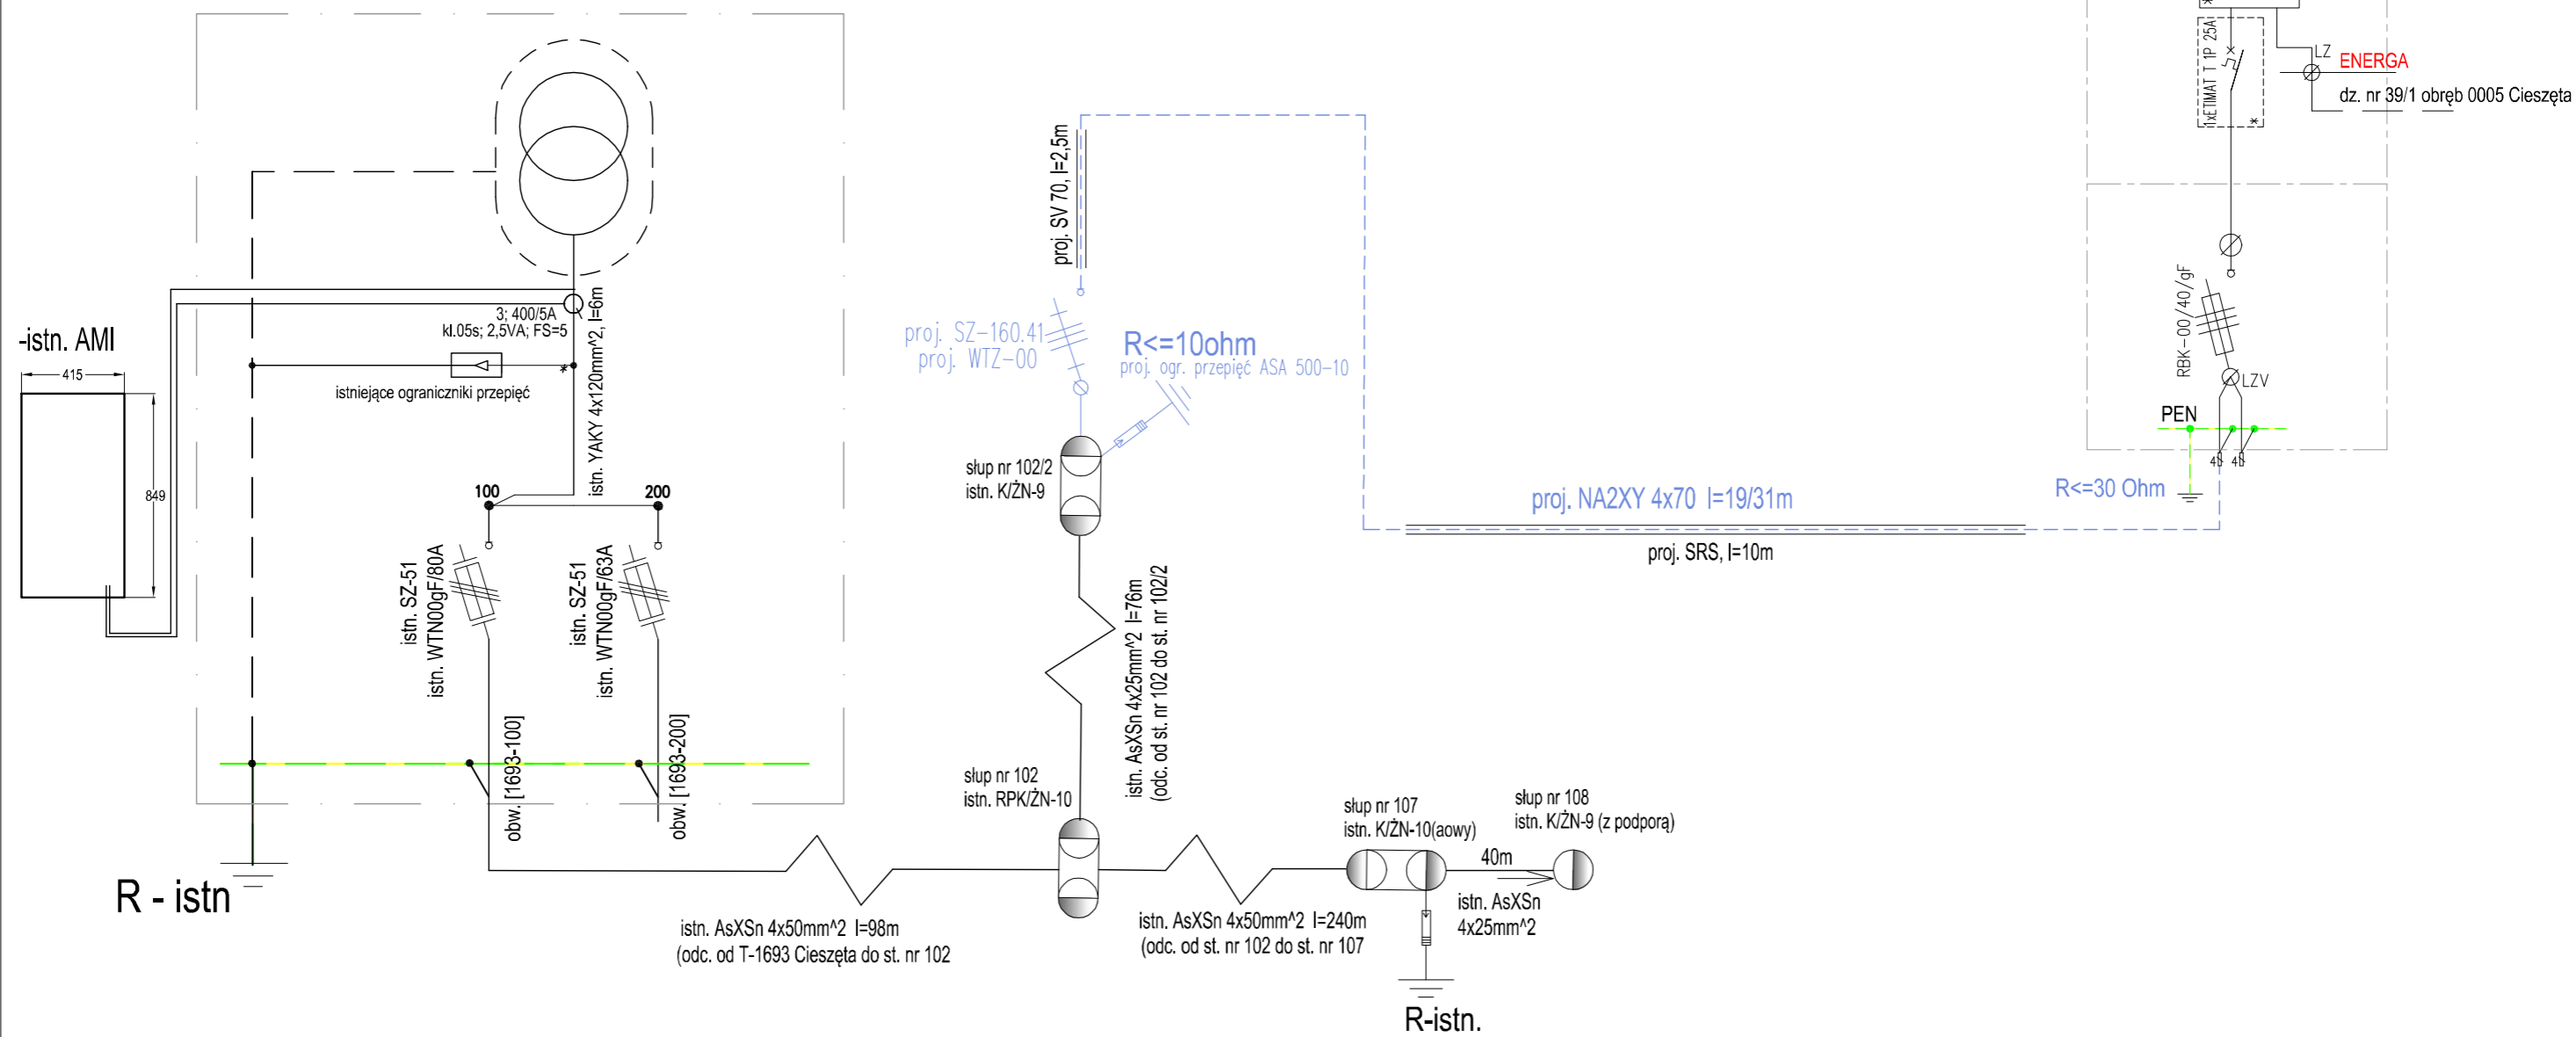 -istn. AMI
415
849
3; 400/5A
kl.05s; 2,5VA; FS=5
istniejące ograniczniki przepięć
*
istn. YAKY 4x120mm^2, l=6m
100
200
istn. SZ-51
istn. WTN00gF/80A
istn. SZ-51
istn. WTN00gF/63A
obw. [1693-100]
obw. [1693-200]
R - istn
istn. AsXSn 4x50mm^2 l=98m
(odc. od T-1693 Cieszęta do st. nr 102
proj. SV 70, l=2,5m
proj. SZ-160.41
proj. WTZ-00
R<=10ohm
proj. ogr. przepięć ASA 500-10
słup nr 102/2
istn. K/ŻN-9
istn. AsXSn 4x25mm^2 l=76m
(odc. od st. nr 102 do st. nr 102/2
słup nr 102
istn. RPK/ŻN-10
istn. AsXSn 4x50mm^2 l=240m
(odc. od st. nr 102 do st. nr 107
słup nr 107
istn. K/ŻN-10(aowy)
40m
istn. AsXSn
4x25mm^2
słup nr 108
istn. K/ŻN-9 (z podporą)
R-istn.
proj. NA2XY 4x70 l=19/31m
proj. SRS, l=10m
*
1xETIMAT T 1P 25A
*
LZ
ENERGA
dz. nr 39/1 obręb 0005 Cieszęta
RBK-00/40/gF
LZV
PEN
4
4
R<=30 Ohm